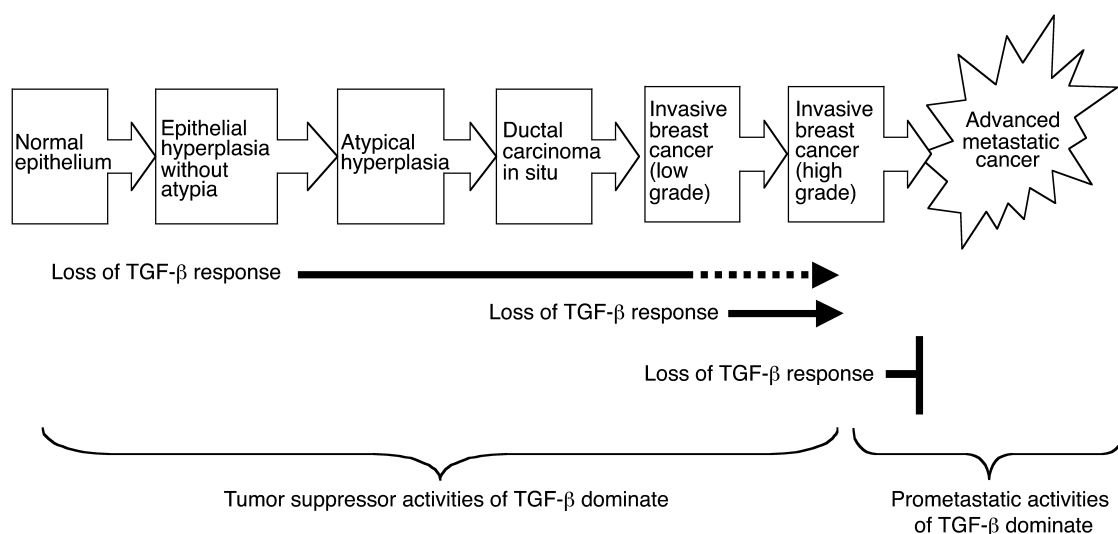 Normal
epithelium
Epithelial
hyperplasia
without
atypia
Atypical
hyperplasia
Ductal
carcinoma
in situ
Invasive
breast
cancer
(low
grade)
Invasive
breast
cancer
(high
grade)
Advanced
metastatic
cancer
Loss of TGF-β response
Loss of TGF-β response
Loss of TGF-β response
Tumor suppressor activities of TGF-β dominate
Prometastatic activities
of TGF-β dominate